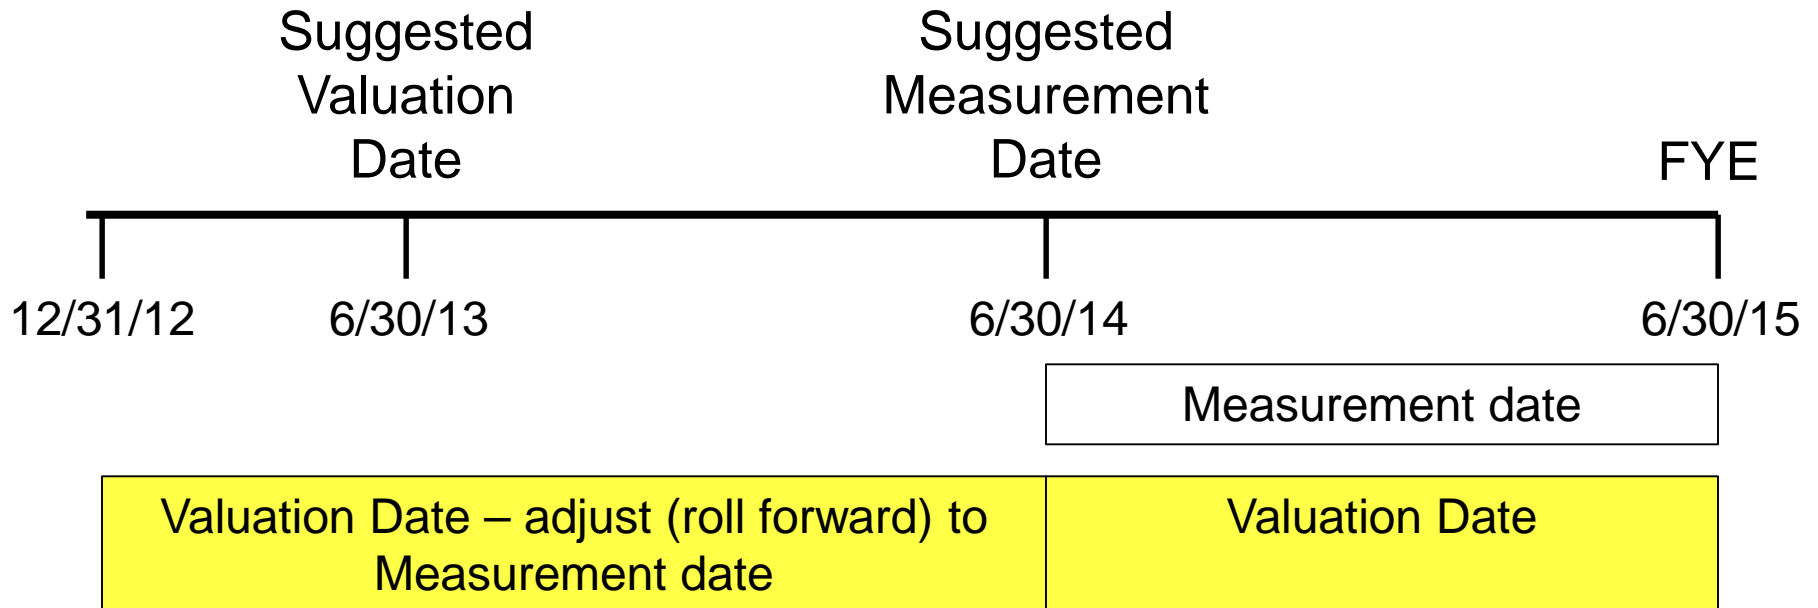 Suggested
Valuation
Date
Suggested
Measurement
Date
FYE
12/31/12
6/30/13
6/30/14
6/30/15
Measurement date
Valuation Date – adjust (roll forward) to
Measurement date
Valuation Date